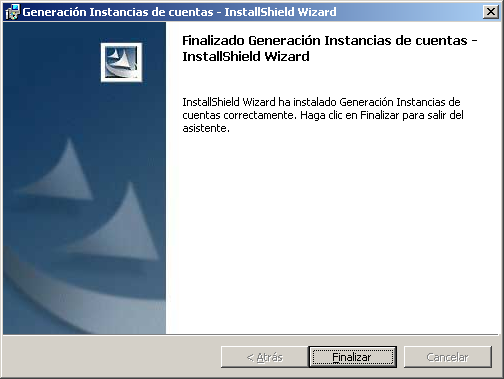 Generación Instancias de cuentas - InstallShield Wizard
Finalizado Generación Instancias de cuentas -
InstallShield Wizard
InstallShield Wizard ha instalado Generación Instancias de
cuentas correctamente. Haga clic en Finalizar para salir del
asistente.
< Atrás
Finalizar
Cancelar